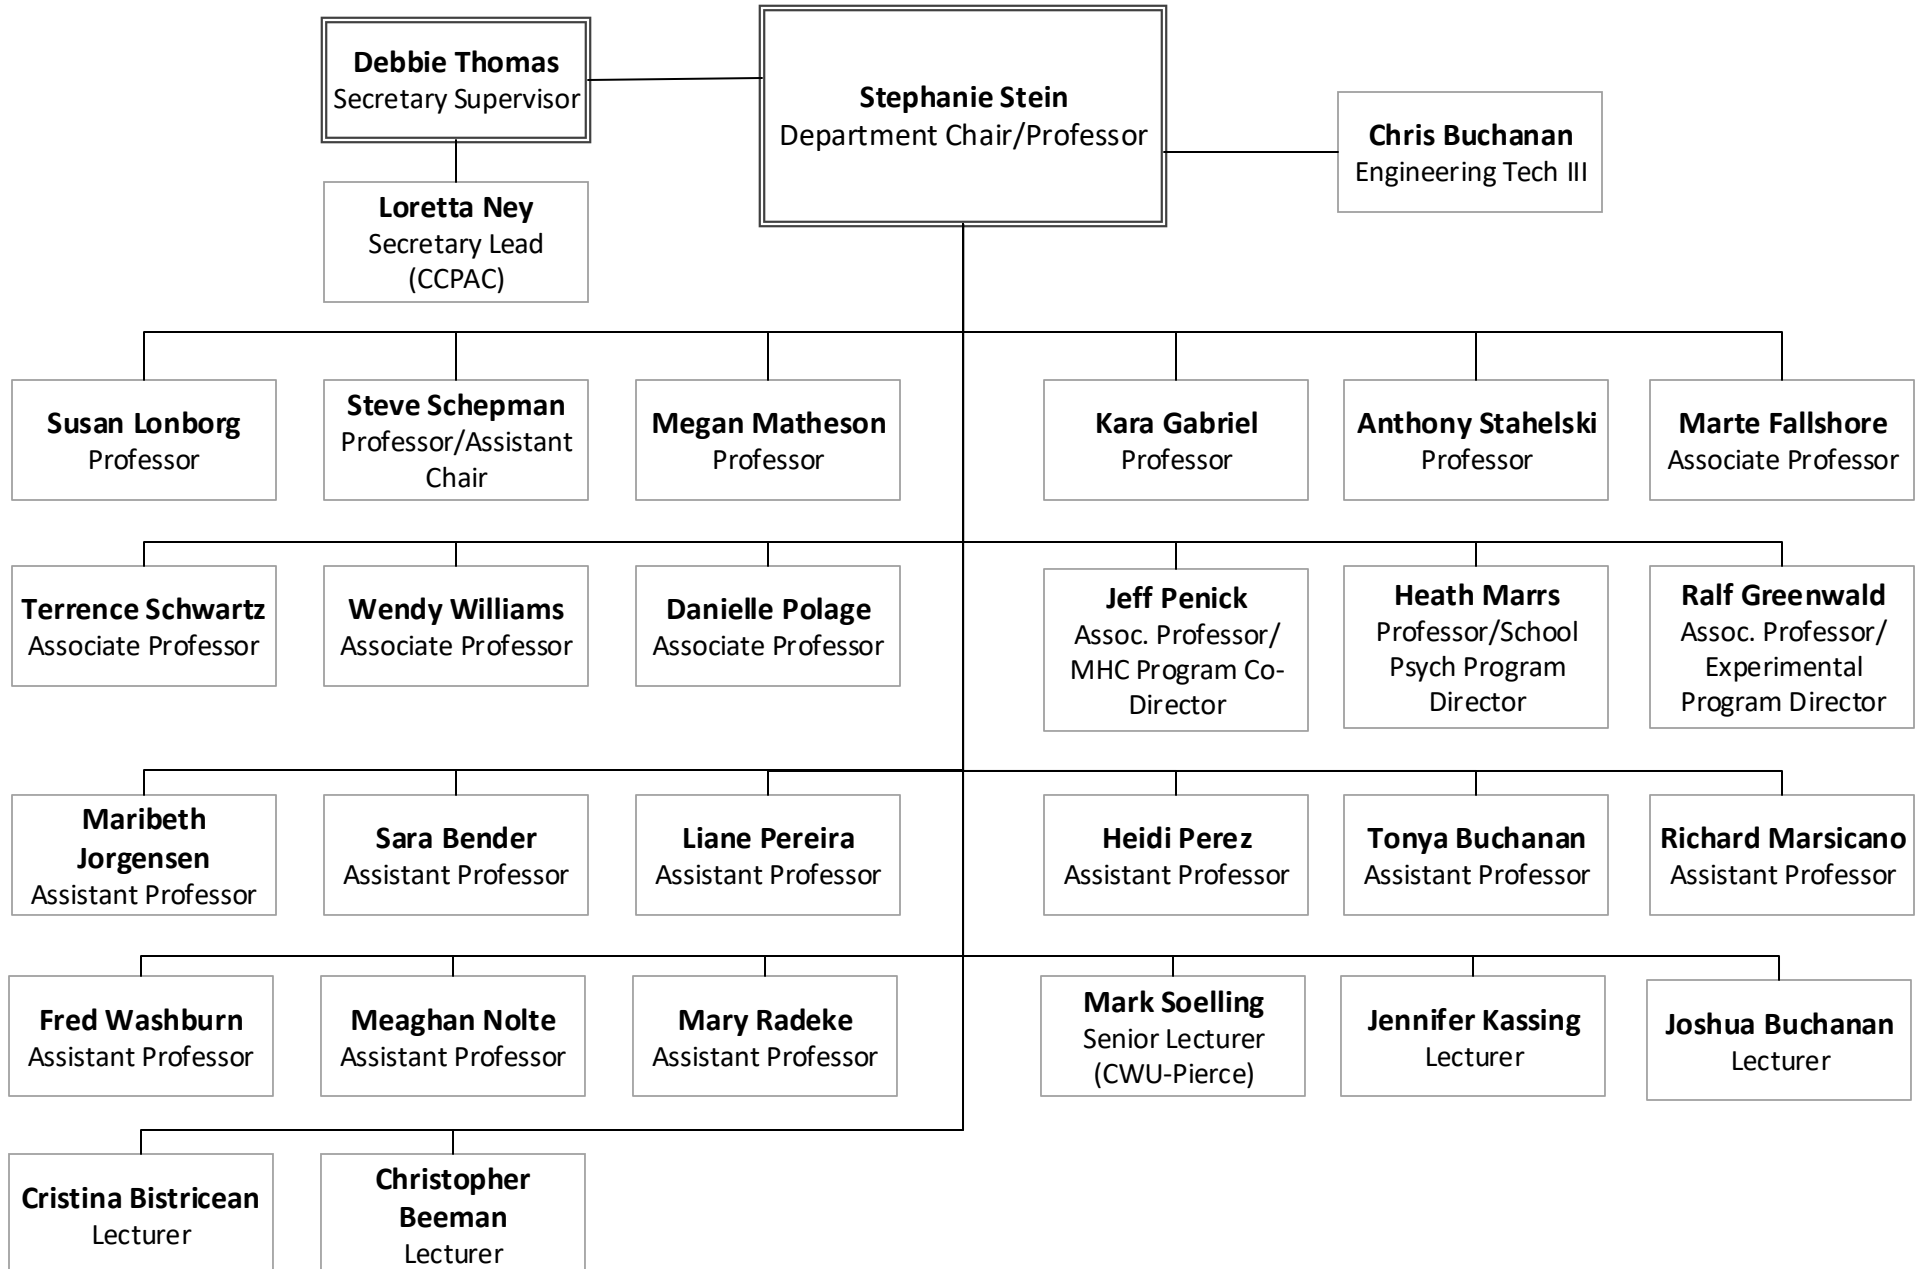 Debbie Thomas
Secretary Supervisor
Stephanie Stein
Department Chair/Professor
Chris Buchanan
Engineering Tech III
Loretta Ney
Secretary Lead
(CCPAC)
Susan Lonborg
Professor
Steve Schepman
Professor/Assistant
Chair
Megan Matheson
Professor
Kara Gabriel
Professor
Anthony Stahelski
Professor
Marte Fallshore
Associate Professor
Terrence Schwartz
Associate Professor
Wendy Williams
Associate Professor
Danielle Polage
Associate Professor
Jeff Penick
Assoc. Professor/
MHC Program Co-
Director
Heath Marrs
Professor/School
Psych Program
Director
Ralf Greenwald
Assoc. Professor/
Experimental
Program Director
Maribeth
Jorgensen
Assistant Professor
Sara Bender
Assistant Professor
Liane Pereira
Assistant Professor
Heidi Perez
Assistant Professor
Tonya Buchanan
Assistant Professor
Richard Marsicano
Assistant Professor
Fred Washburn
Assistant Professor
Meaghan Nolte
Assistant Professor
Mary Radeke
Assistant Professor
Mark Soelling
Senior Lecturer
(CWU-Pierce)
Jennifer Kassing
Lecturer
Joshua Buchanan
Lecturer
Cristina Bistricean
Lecturer
Christopher
Beeman
Lecturer